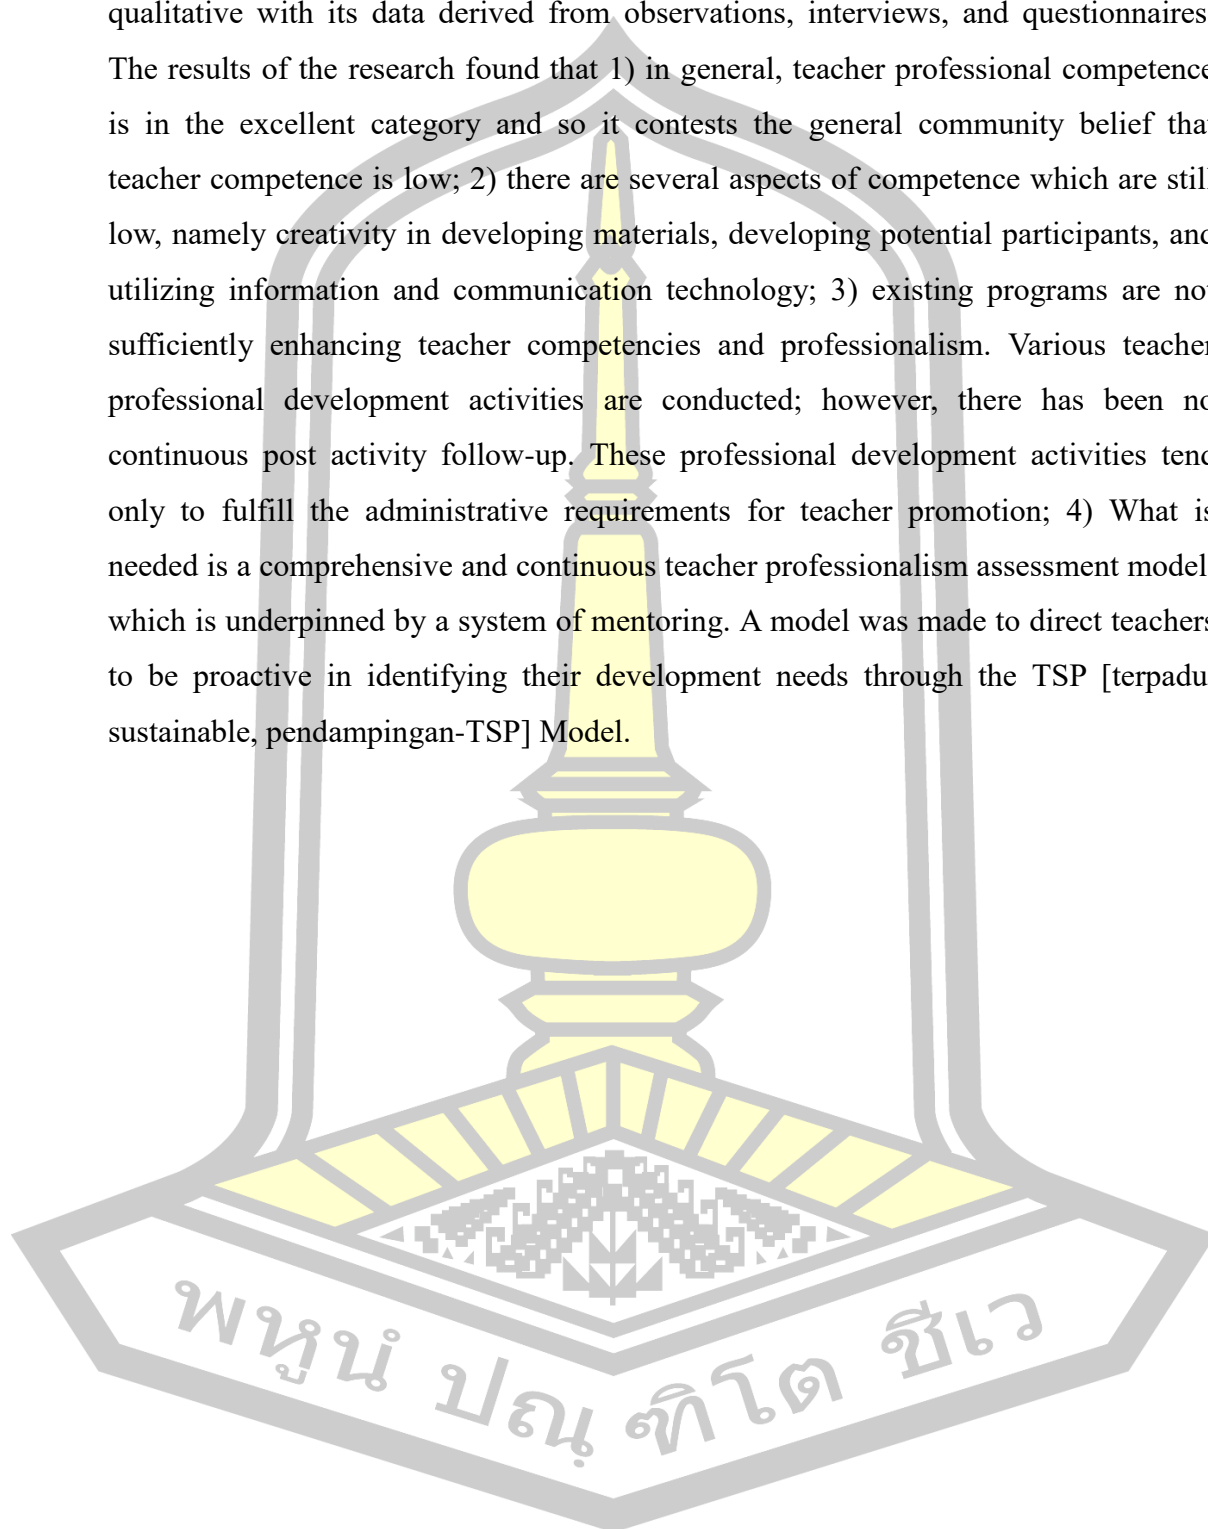 qualitative with its data derived from observations, interviews, and questionnaires
The results of the research found that 1) in general, teacher professional competence
is in the excellent category and so it contests the general community belief that
teacher competence is low; 2) there are several aspects of competence which are still
low, namely creativity in developing materials, developing potential participants, and
utilizing information and communication technology; 3) existing programs are not
sufficiently enhancing teacher competencies and professionalism. Various teacher
professional development activities are conducted; however, there has been no
continuous post activity follow-up. These professional development activities tend
only to fulfill the administrative requirements for teacher promotion; 4) What is
needed is a comprehensive and continuous teacher professionalism assessment model
which is underpinned by a system of mentoring. A model was made to direct teachers
to be proactive in identifying their development needs through the TSP [terpadu
sustainable, pendampingan-TSP] Model.
พหูนํ ปณฺฑิโต ชีเว